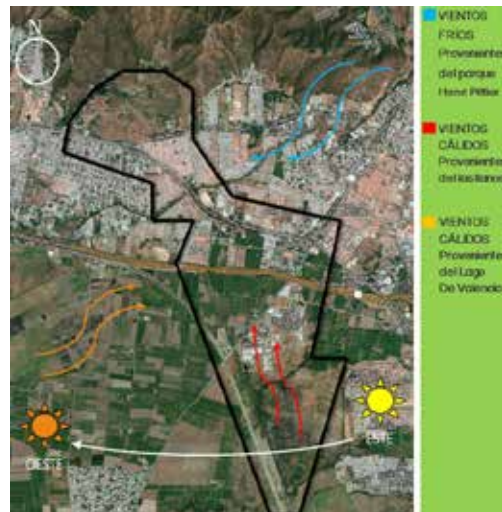 N
VIENTOS
FRÍOS
Provenientes
del parque
Henri Pittier
VIENTOS
CÁLIDOS
Provenientes
de los llanos
VIENTOS
CÁLIDOS
Provenientes
del Lago
De Valencia
ESTE
OESTE